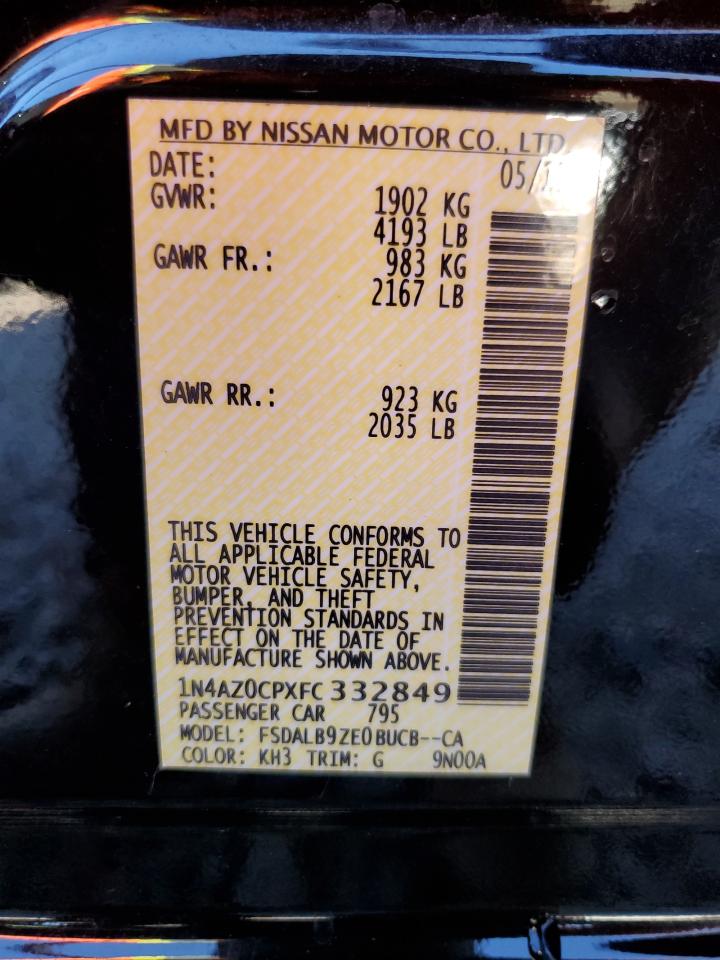 MFD BY NISSAN MOTOR CO., LTD.
DATE: 05/
GVWR: 1902 KG
4193 LB
GAWR FR.: 983 KG
2167 LB
GAWR RR.: 923 KG
2035 LB
THIS VEHICLE CONFORMS TO
ALL APPLICABLE FEDERAL
MOTOR VEHICLE SAFETY,
BUMPER, AND THEFT
PREVENTION STANDARDS IN
EFFECT ON THE DATE OF
MANUFACTURE SHOWN ABOVE.
1N4AZ0CPXFC 332849
PASSENGER CAR 795
MODEL: FSDALB9ZE0BUCB--CA
COLOR: KH3 TRIM: G 9N00A